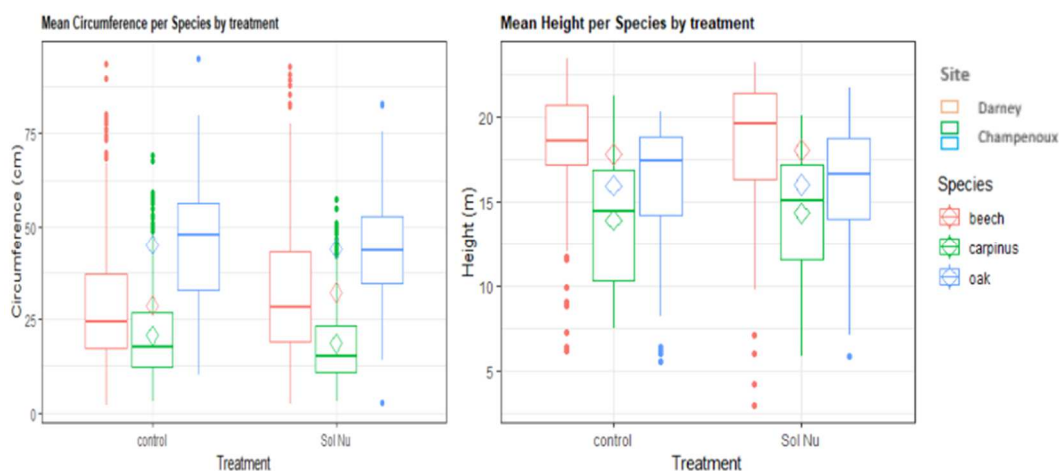 Mean Circumference per Species by treatment
Circumference (cm)
75
50
25
0
control
Sol Nu
Treatment
Mean Height per Species by treatment
Height (m)
20
15
10
5
control
Sol Nu
Treatment
Site
Darney
Champenoux
Species
beech
carpinus
oak